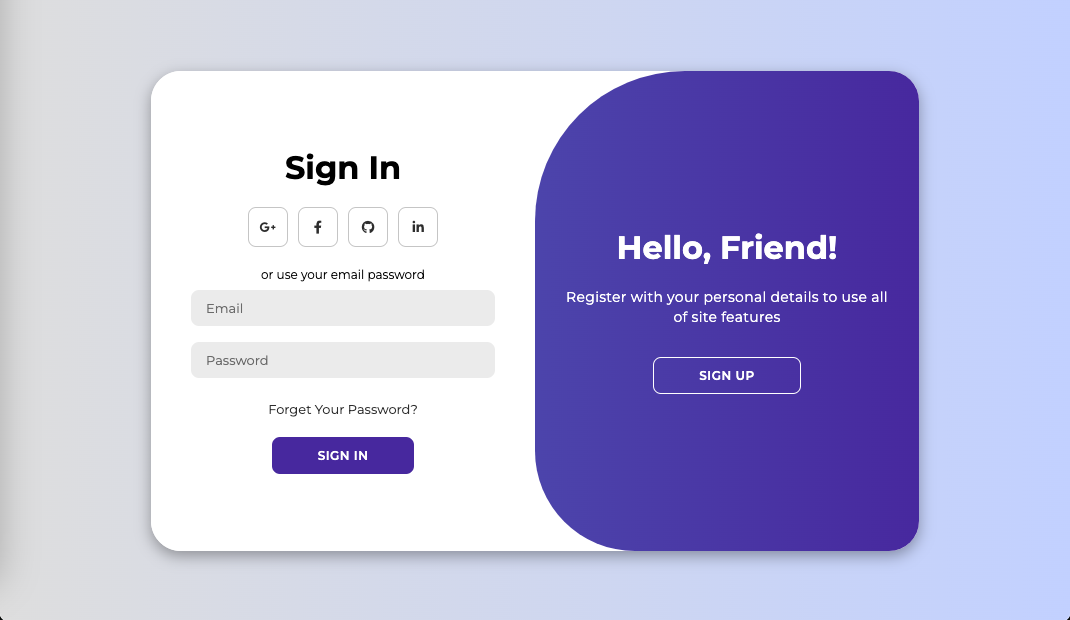 Sign In
G+
f
in
or use your email password
Email
Password
Forget Your Password?
SIGN IN
Hello, Friend!
Register with your personal details to use all
of site features
SIGN UP